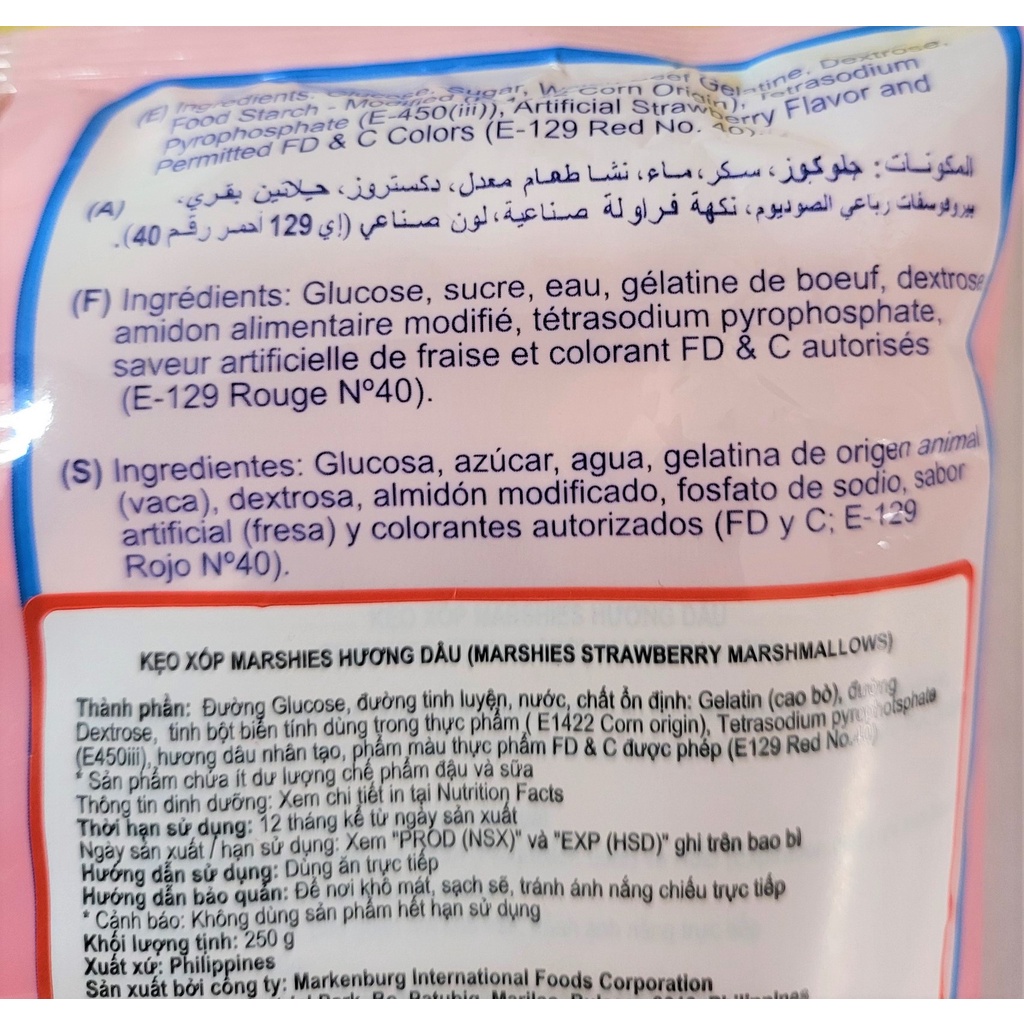 (E) Ingredients: Glucose, Sugar, Gelatine, Dextrose,
Food Starch - Modified Corn Origin), Tetrasodium
Pyrophosphate (E-450(iii)), Artificial Strawberry Flavor and
Permitted FD & C Colors (E-129 Red No. 40).
المكونات: جلوكوز، سكر، ماء، نشا طعام معدل، دكستروز، جيلاتين بقري،
(A) بيروفوسفات رباعي الصوديوم، نكهة فراولة صناعية، لون صناعي (إي 129 أحمر رقم 40).
(F) Ingrédients: Glucose, sucre, eau, gélatine de boeuf, dextrose
amidon alimentaire modifié, tétrasodium pyrophosphate,
saveur artificielle de fraise et colorant FD & C autorisés
(E-129 Rouge Nº40).
(S) Ingredientes: Glucosa, azúcar, agua, gelatina de origen animal
(vaca), dextrosa, almidón modificado, fosfato de sodio, sabor
artificial (fresa) y colorantes autorizados (FD y C; E-129
Rojo Nº40).
KẸO XỐP MARSHIES HƯƠNG DÂU (MARSHIES STRAWBERRY MARSHMALLOWS)
Thành phần: Đường Glucose, đường tinh luyện, nước, chất ổn định: Gelatin (cao bò), đường
Dextrose, tinh bột biến tính dùng trong thực phẩm ( E1422 Corn origin), Tetrasodium pyrophotsphate
(E450iii), hương dâu nhân tạo, phẩm màu thực phẩm FD & C được phép (E129 Red No.
* Sản phẩm chứa ít dư lượng chế phẩm đậu và sữa
Thông tin dinh dưỡng: Xem chi tiết in tại Nutrition Facts
Thời hạn sử dụng: 12 tháng kể từ ngày sản xuất
Ngày sản xuất / hạn sử dụng: Xem "PROD (NSX)" và "EXP (HSD)" ghi trên bao bì
Hướng dẫn sử dụng: Dùng ăn trực tiếp
Hướng dẫn bảo quản: Để nơi khô mát, sạch sẽ, tránh ánh nắng chiếu trực tiếp
* Cảnh báo: Không dùng sản phẩm hết hạn sử dụng
Khối lượng tịnh: 250 g
Xuất xứ: Philippines
Sản xuất bởi công ty: Markenburg International Foods Corporation